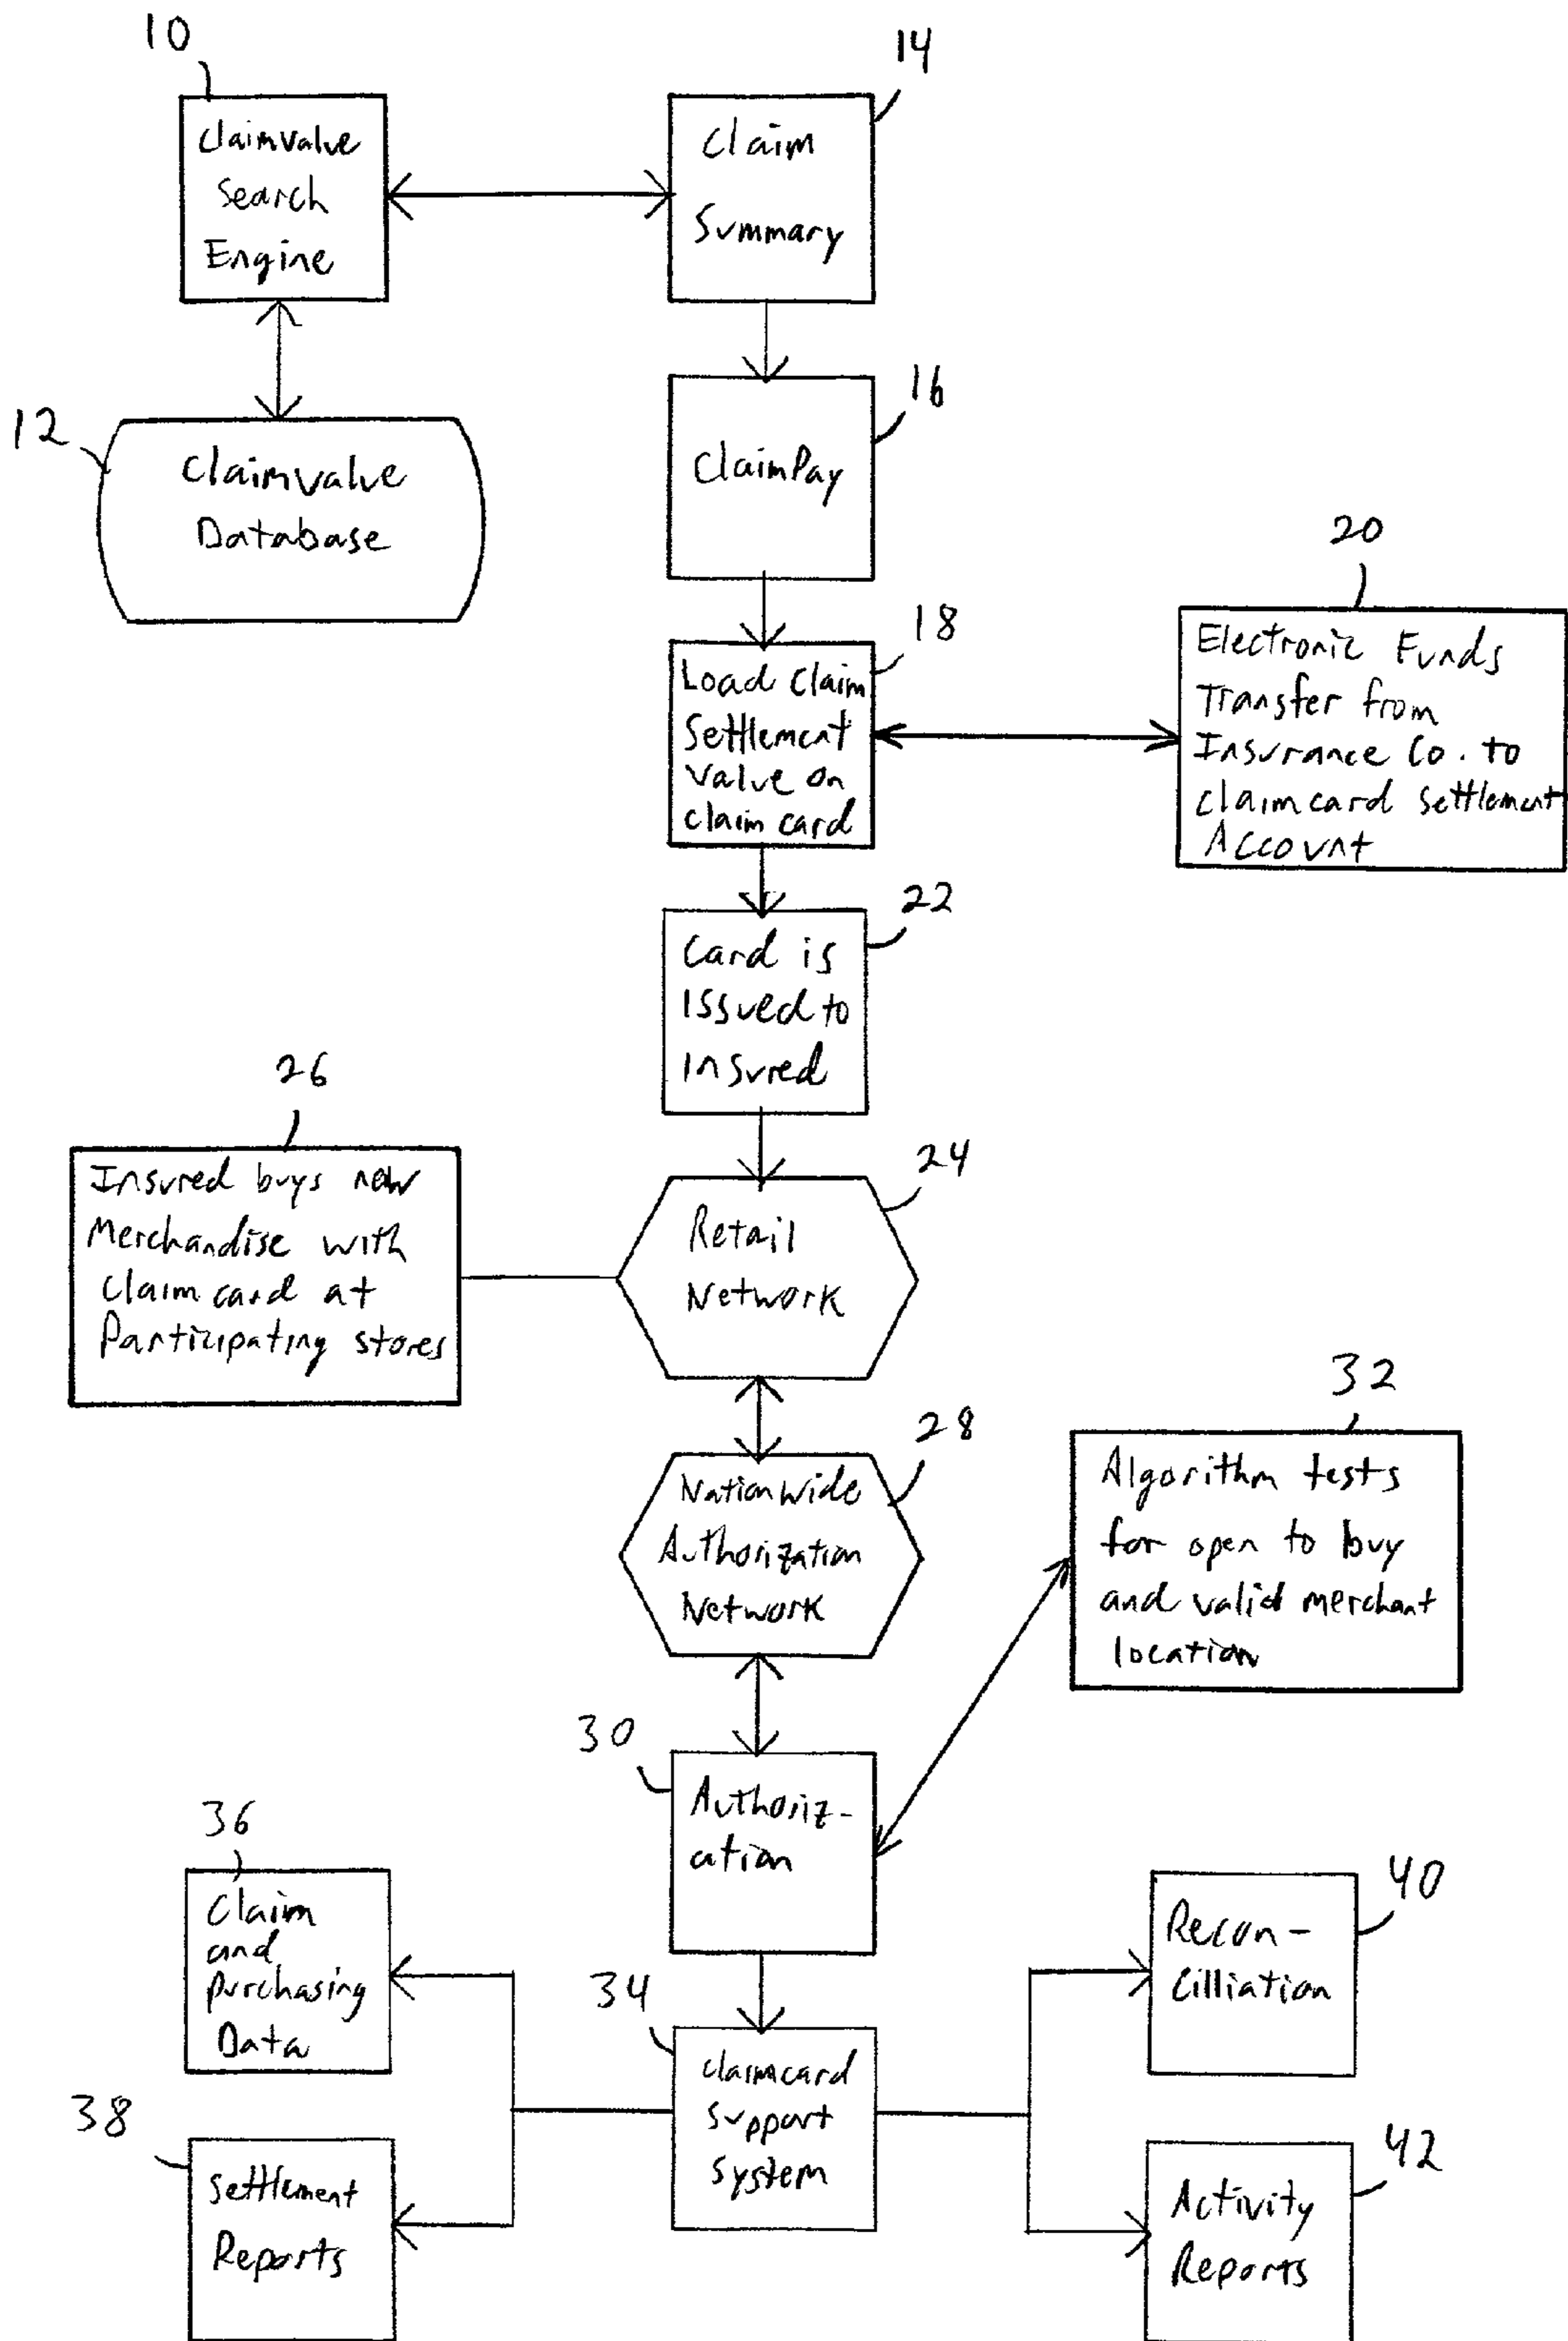 10
14
Claimvalue
Search
Engine
Claim
Summary
12
Claimvalue
Database
16
ClaimPay
18
Load Claim
Settlement
Value on
Claim card
20
Electronic Funds
Transfer from
Insurance Co. to
Claimcard Settlement
Account
22
Card is
Issued to
Insured
26
Insured buys new
Merchandise with
Claim card at
Participating stores
24
Retail
Network
28
Nationwide
Authorization
Network
32
Algorithm tests
for open to buy
and valid merchant
location
30
Authoriz-
ation
36
Claim
and
Purchasing
Data
40
Recon-
cilliation
34
Claimcard
Support
System
38
Settlement
Reports
42
Activity
Reports